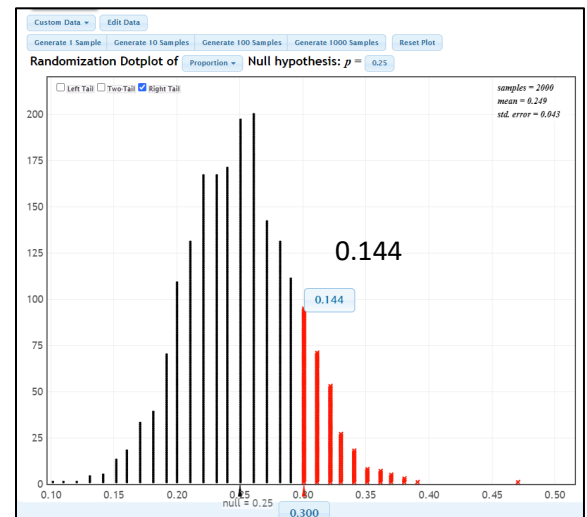 Custom Data Edit Data
Generate 1 Sample Generate 10 Samples Generate 100 Samples Generate 1000 Samples Reset Plot
Randomization Dotplot of Proportion Null hypothesis: p = 0.25
Left Tail Two-Tail Right Tail
samples = 2000
mean = 0.249
std. error = 0.043
200
175
150
125
100
75
50
25
0
0.144
0.144
0.10 0.15 0.20 0.25 0.30 0.35 0.40 0.45 0.50
null = 0.25
0.300